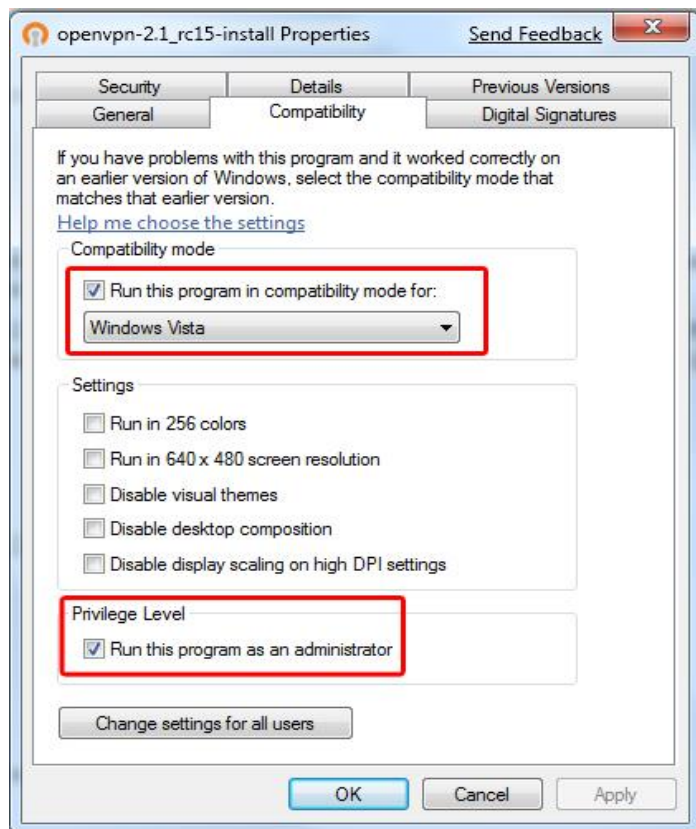 openvpn-2.1_rc15-install Properties Send Feedback
Security Details Previous Versions
General Compatibility Digital Signatures
If you have problems with this program and it worked correctly on
an earlier version of Windows, select the compatibility mode that
matches that earlier version.
Help me choose the settings
Compatibility mode
Run this program in compatibility mode for:
Windows Vista
Settings
Run in 256 colors
Run in 640 x 480 screen resolution
Disable visual themes
Disable desktop composition
Disable display scaling on high DPI settings
Privilege Level
Run this program as an administrator
Change settings for all users
OK Cancel Apply